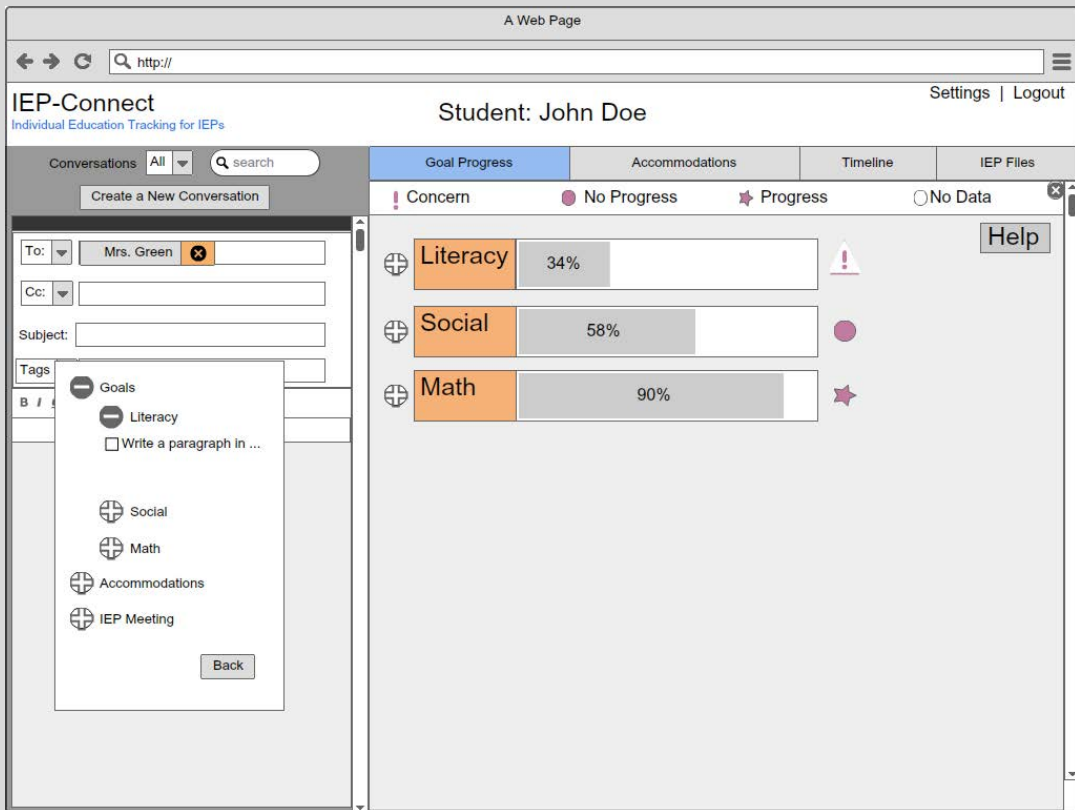 A Web Page
http://
IEP-Connect
Individual Education Tracking for IEPs
Student: John Doe
Settings | Logout
Conversations All search
Create a New Conversation
To: Mrs. Green
Cc:
Subject:
Tags
B I
Goals
Literacy
Write a paragraph in ...
Social
Math
Accommodations
IEP Meeting
Back
Goal Progress Accommodations Timeline IEP Files
! Concern No Progress Progress No Data
Help
Literacy 34% !
Social 58%
Math 90%